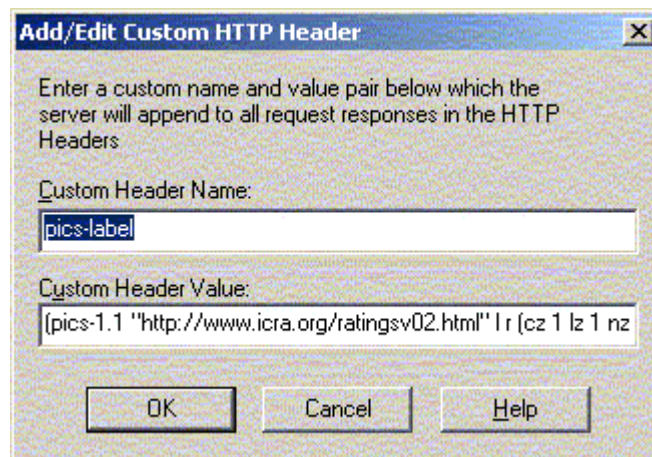 Add/Edit Custom HTTP Header
Enter a custom name and value pair below which the
server will append to all request responses in the HTTP
Headers
Custom Header Name:
pics-label
Custom Header Value:
(pics-1.1 "http://www.icra.org/ratingsv02.html" l r (cz 1 lz 1 nz
OK Cancel Help